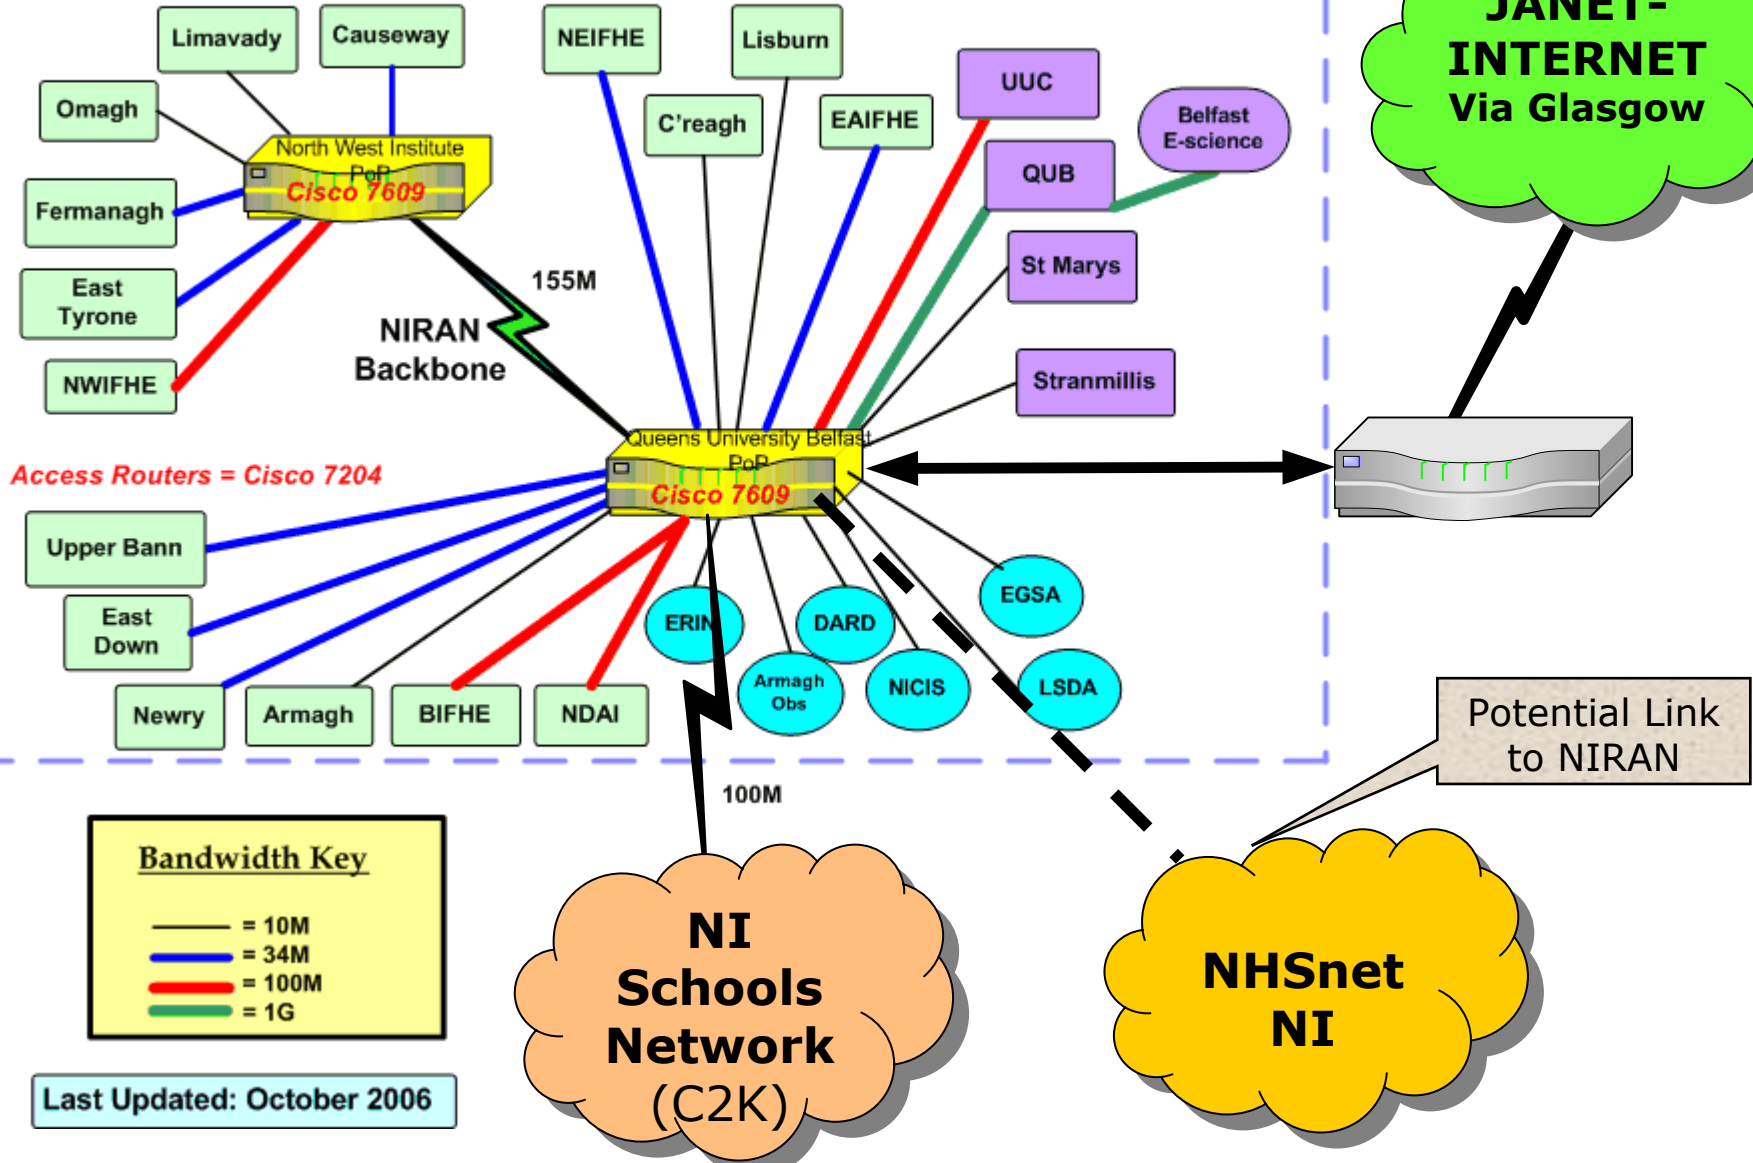 JANET-
INTERNET
Via Glasgow
Limavady
Causeway
NEIFHE
Lisburn
UUC
Omagh
C'reagh
EAIFHE
Belfast
E-science
North West Institute
PoP
Cisco 7609
QUB
Fermanagh
St Marys
East
Tyrone
155M
NIRAN
Backbone
NWIFHE
Stranmillis
Queens University Belfast
PoP
Cisco 7609
Access Routers = Cisco 7204
Upper Bann
East
Down
ERIN
DARD
EGSA
Newry
Armagh
BIFHE
NDAI
Armagh
Obs
NICIS
LSDA
Potential Link
to NIRAN
100M
Bandwidth Key
= 10M
= 34M
= 100M
= 1G
NI
Schools
Network
(C2K)
NHSnet
NI
Last Updated: October 2006